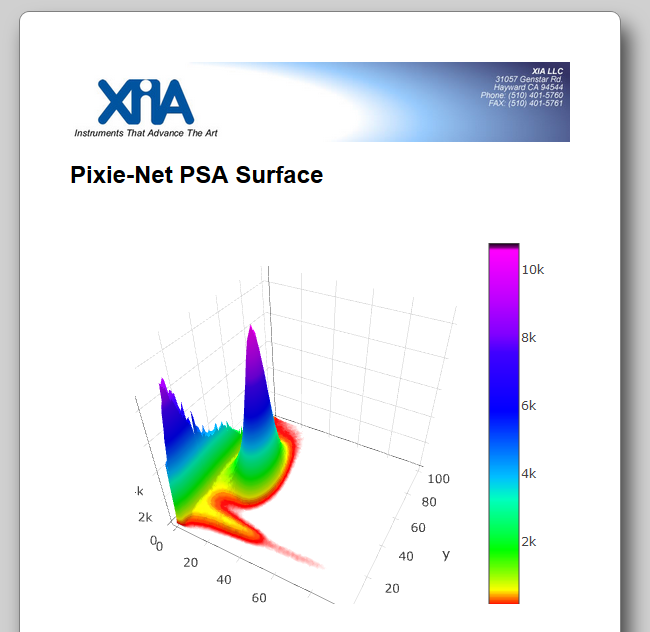 XIA
Instruments That Advance The Art
XIA LLC
31057 Genstar Rd.
Hayward CA 94544
Phone: (510) 401-5760
FAX: (510) 401-5761
Pixie-Net PSA Surface
10k
8k
6k
4k
2k
100
80
60
40
20
y
k
2k
0
0
20
40
60